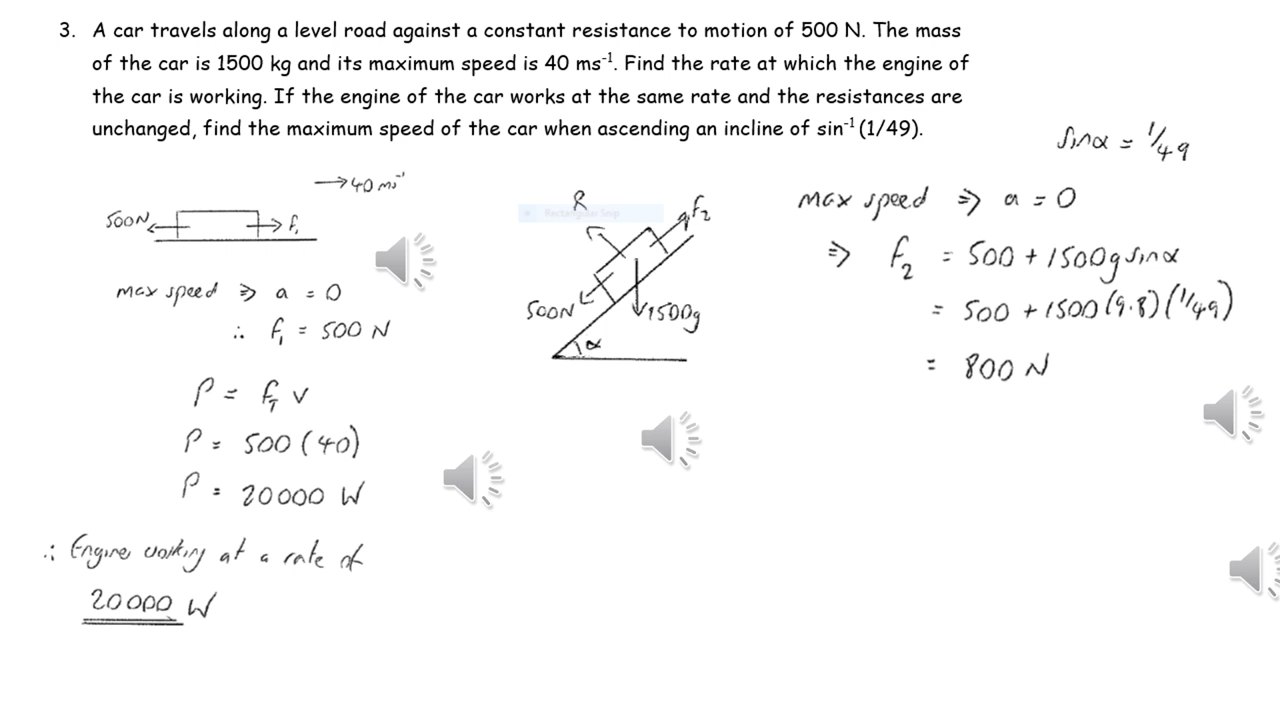 3. A car travels along a level road against a constant resistance to motion of 500 N. The mass
of the car is 1500 kg and its maximum speed is 40 ms⁻¹. Find the rate at which the engine of
the car is working. If the engine of the car works at the same rate and the resistances are
unchanged, find the maximum speed of the car when ascending an incline of sin⁻¹ (1/49).
→40 ms⁻¹
500N
F₁
max speed ⇒ a = 0
∴ F₁ = 500 N
P = F₁ v
P = 500 (40)
P = 20000 W
∴ Engine working at a rate of
20000 W
R
F₂
Rectangular Snip
500N
1500g
α
sinα = 1/49
max speed ⇒ a = 0
⇒ F₂ = 500 + 1500g sinα
= 500 + 1500 (9.8) (1/49)
= 800 N